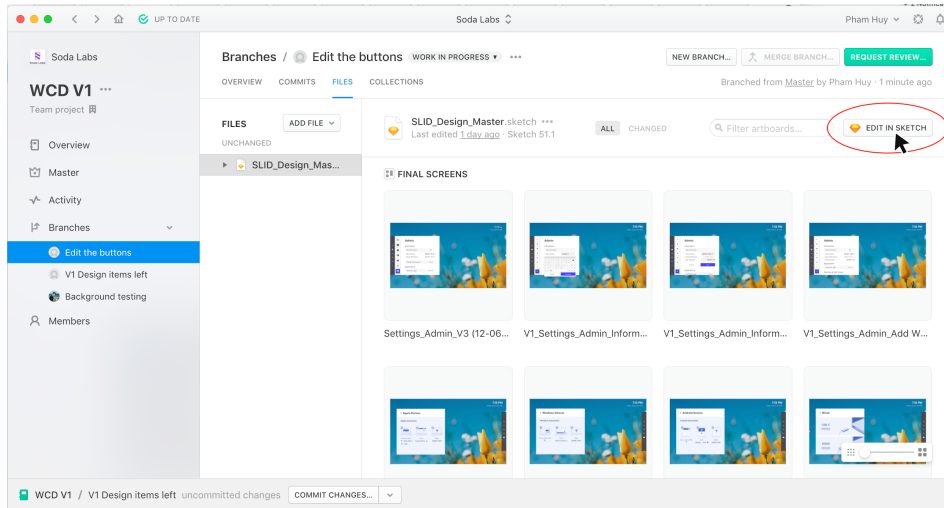 UP TO DATE
Soda Labs
Pham Huy
Soda Labs
WCD V1
Team project
Overview
Master
Activity
Branches
Edit the buttons
V1 Design items left
Background testing
Members
Branches / Edit the buttons WORK IN PROGRESS
NEW BRANCH...
MERGE BRANCH...
REQUEST REVIEW...
OVERVIEW COMMITS FILES COLLECTIONS
Branched from Master by Pham Huy · 1 minute ago
FILES
ADD FILE
UNCHANGED
SLID_Design_Mas...
SLID_Design_Master.sketch
Last edited 1 day ago · Sketch 51.1
ALL CHANGED
Filter artboards...
EDIT IN SKETCH
FINAL SCREENS
Settings_Admin_V3 (12-06...
V1_Settings_Admin_Inform...
V1_Settings_Admin_Inform...
V1_Settings_Admin_Add W...
WCD V1 / V1 Design items left uncommitted changes
COMMIT CHANGES...